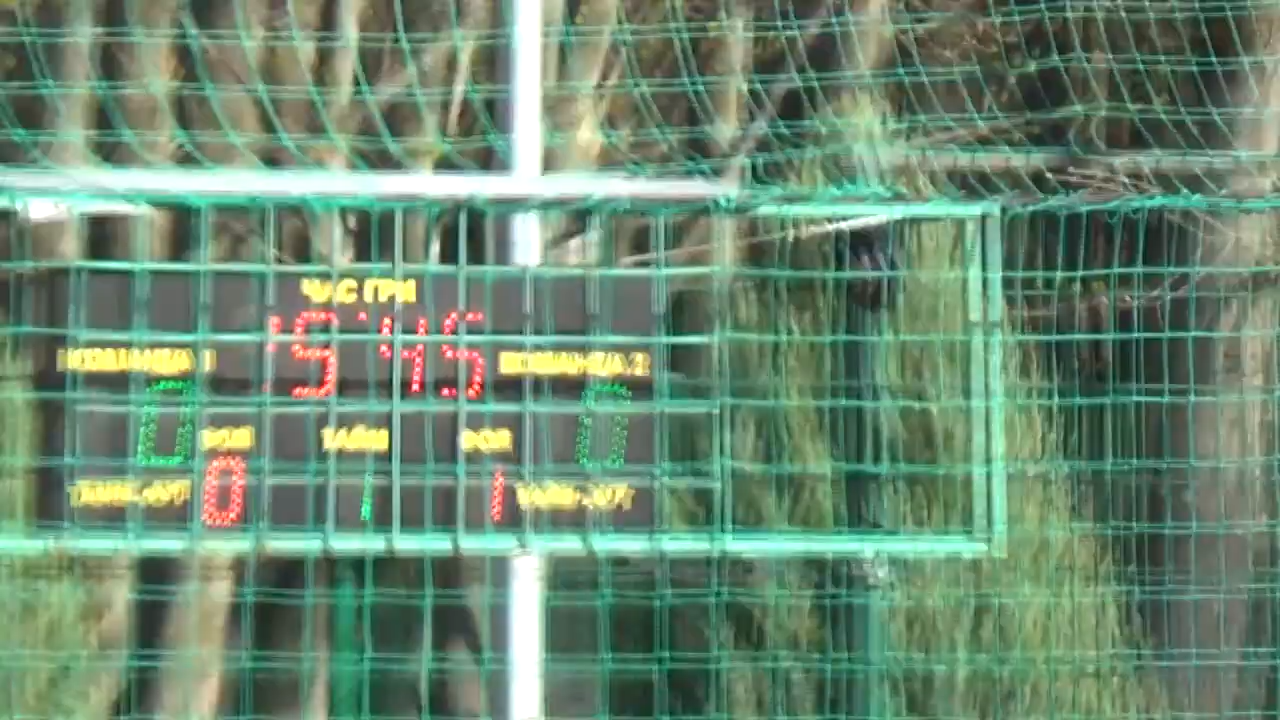 ЧАС ГРИ
19:45
КОМАНДА 1
КОМАНДА 2
0
0
ФОЛ
ТАЙМ
ФОЛ
ТАЙМ-АУТ
0
1
1
ТАЙМ-АУТ